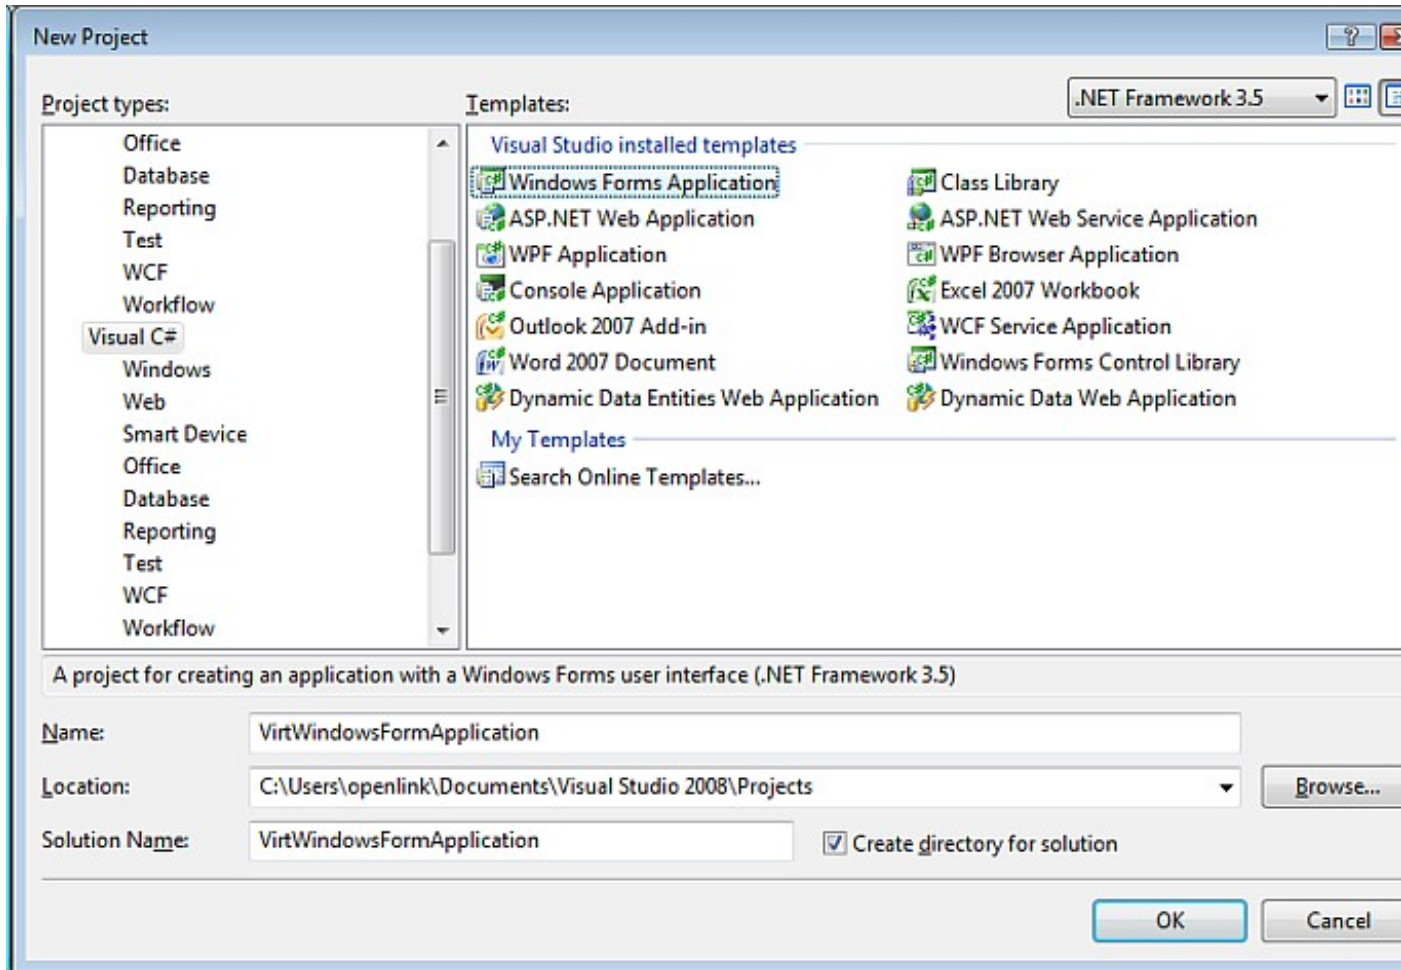 New Project
Project types:
Templates:
.NET Framework 3.5
Office
Database
Reporting
Test
WCF
Workflow
Visual C#
Windows
Web
Smart Device
Office
Database
Reporting
Test
WCF
Workflow
Visual Studio installed templates
Windows Forms Application
Class Library
ASP.NET Web Application
ASP.NET Web Service Application
WPF Application
WPF Browser Application
Console Application
Excel 2007 Workbook
Outlook 2007 Add-in
WCF Service Application
Word 2007 Document
Windows Forms Control Library
Dynamic Data Entities Web Application
Dynamic Data Web Application
My Templates
Search Online Templates...
A project for creating an application with a Windows Forms user interface (.NET Framework 3.5)
Name:
VirtWindowsFormApplication
Location:
C:\Users\openlink\Documents\Visual Studio 2008\Projects
Browse...
Solution Name:
VirtWindowsFormApplication
Create directory for solution
OK
Cancel